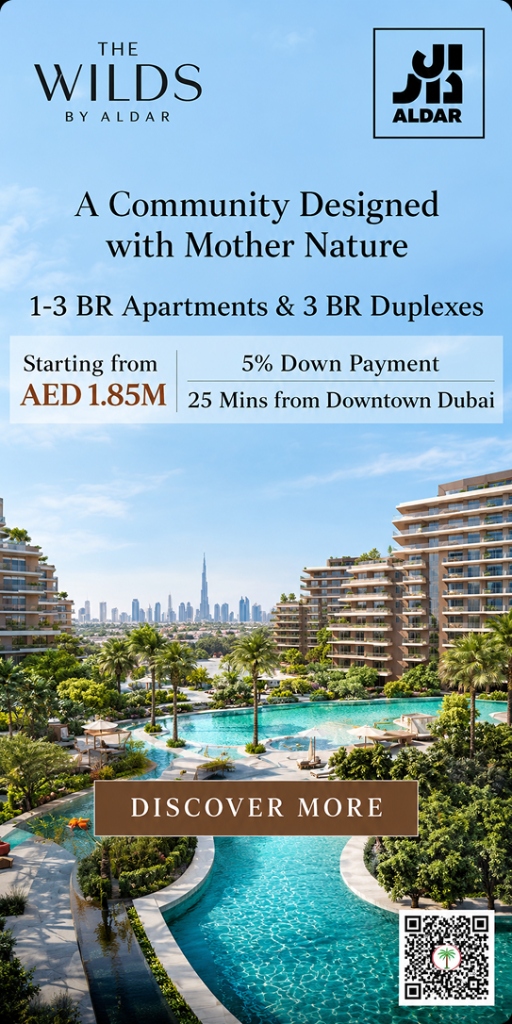 THE
WILDS
BY ALDAR
الدار
ALDAR
A Community Designed
with Mother Nature
1-3 BR Apartments & 3 BR Duplexes
Starting from
AED 1.85M
5% Down Payment
25 Mins from Downtown Dubai
DISCOVER MORE